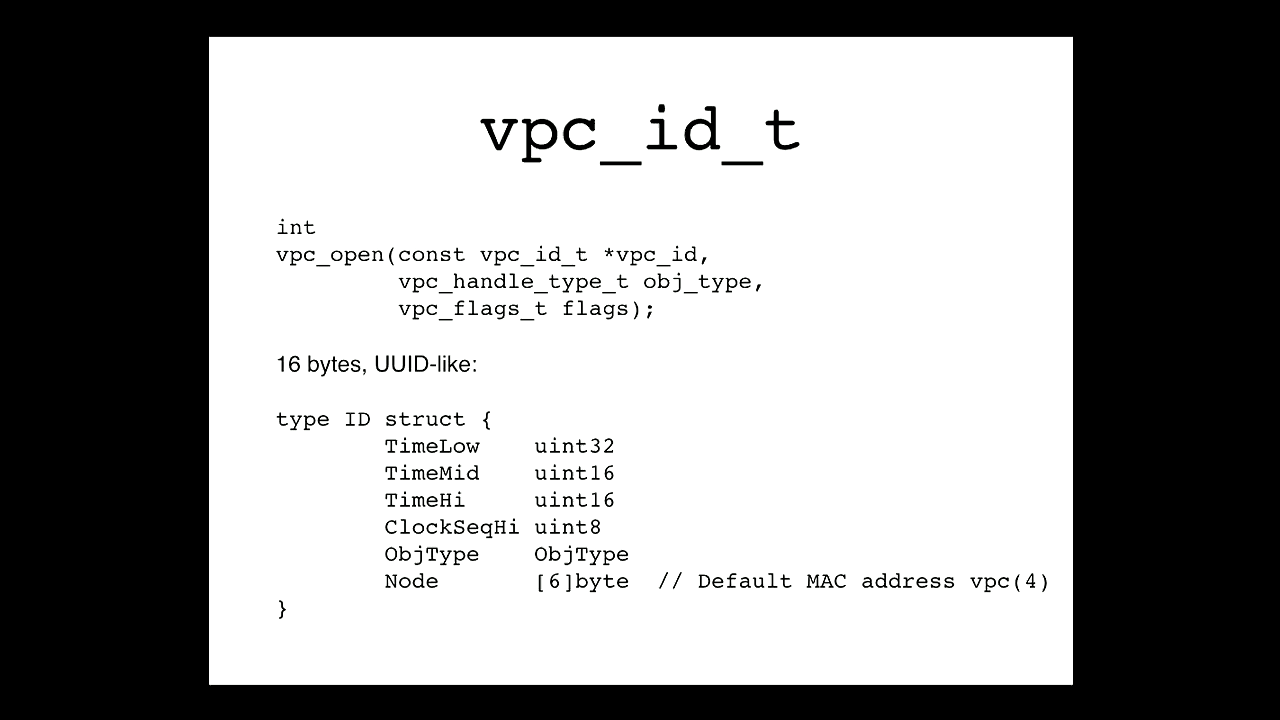 vpc_id_t
int
vpc_open(const vpc_id_t *vpc_id,
         vpc_handle_type_t obj_type,
         vpc_flags_t flags);
16 bytes, UUID-like:
type ID struct {
        TimeLow    uint32
        TimeMid    uint16
        TimeHi     uint16
        ClockSeqHi uint8
        ObjType    ObjType
        Node       [6]byte  // Default MAC address vpc(4)
}